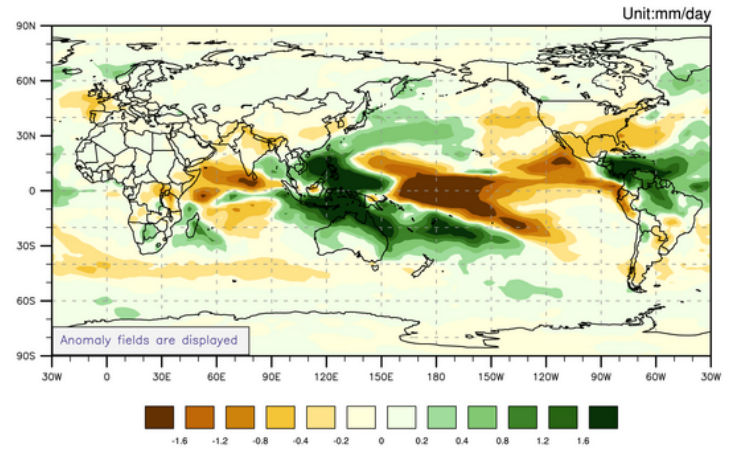 Unit:mm/day
90N
60N
30N
0
30S
60S
90S
Anomaly fields are displayed
30W 0 30E 60E 90E 120E 150E 180 150W 120W 90W 60W 30W
-1.6 -1.2 -0.8 -0.4 -0.2 0 0.2 0.4 0.8 1.2 1.6